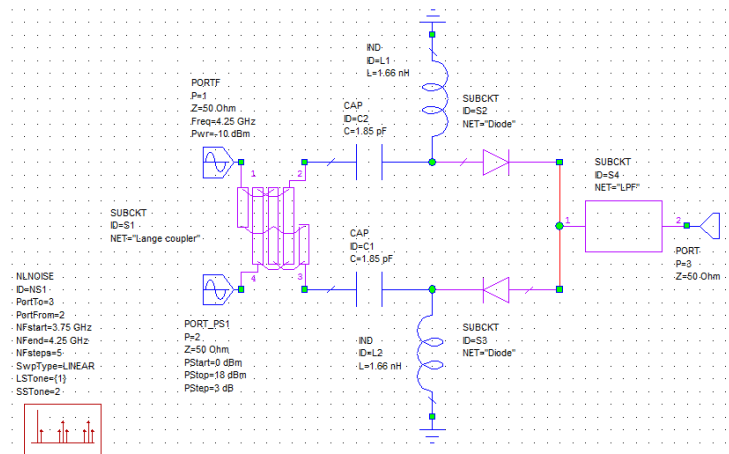 IND
ID=L1
L=1.66 nH
PORTF
P=1
Z=50 Ohm
Freq=4.25 GHz
Pwr=-10 dBm
CAP
ID=C2
C=1.85 pF
SUBCKT
ID=S2
NET="Diode"
SUBCKT
ID=S4
NET="LPF"
1
2
SUBCKT
ID=S1
NET="Lange coupler"
1
2
CAP
ID=C1
C=1.85 pF
PORT
P=3
Z=50 Ohm
4
3
NLNOISE
ID=NS1
PortTo=3
PortFrom=2
NFstart=3.75 GHz
NFend=4.25 GHz
NFsteps=5
SwpType=LINEAR
LSTone={1}
SSTone=2
PORT_PS1
P=2
Z=50 Ohm
PStart=0 dBm
PStop=18 dBm
PStep=3 dB
IND
ID=L2
L=1.66 nH
SUBCKT
ID=S3
NET="Diode"